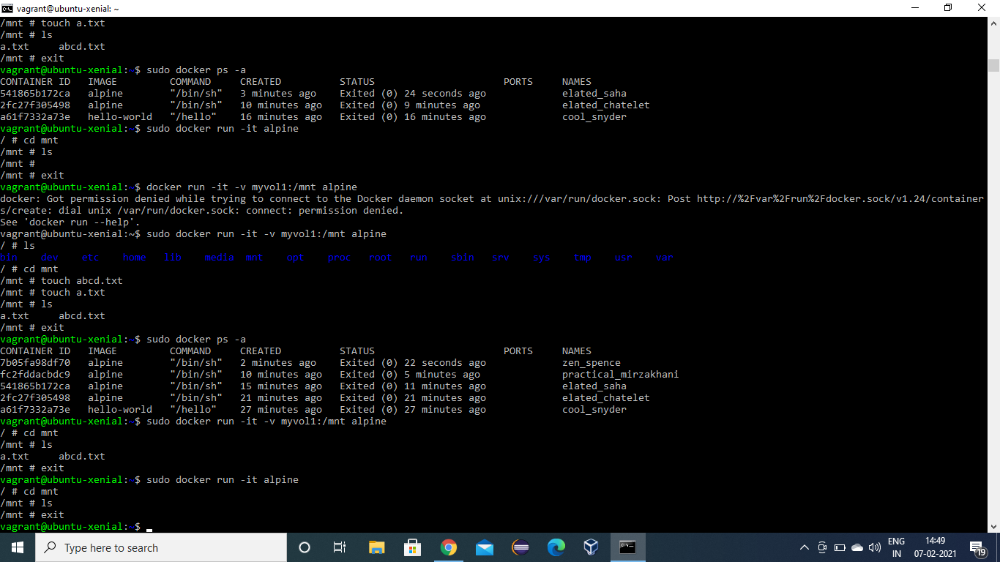 vagrant@ubuntu-xenial: ~
/mnt # touch a.txt
/mnt # ls
a.txt     abcd.txt
/mnt # exit
vagrant@ubuntu-xenial:~$ sudo docker ps -a
CONTAINER ID   IMAGE         COMMAND     CREATED          STATUS                      PORTS     NAMES
541865b172ca   alpine        "/bin/sh"   3 minutes ago    Exited (0) 24 seconds ago             elated_saha
2fc27f305498   alpine        "/bin/sh"   10 minutes ago   Exited (0) 9 minutes ago              elated_chatelet
a61f7332a73e   hello-world   "/hello"    16 minutes ago   Exited (0) 16 minutes ago             cool_snyder
vagrant@ubuntu-xenial:~$ sudo docker run -it alpine
/ # cd mnt
/mnt # ls
/mnt #
/mnt # exit
vagrant@ubuntu-xenial:~$ docker run -it -v myvol1:/mnt alpine
docker: Got permission denied while trying to connect to the Docker daemon socket at unix:///var/run/docker.sock: Post http://%2Fvar%2Frun%2Fdocker.sock/v1.24/container
s/create: dial unix /var/run/docker.sock: connect: permission denied.
See 'docker run --help'.
vagrant@ubuntu-xenial:~$ sudo docker run -it -v myvol1:/mnt alpine
/ # ls
bin    dev    etc    home   lib    media  mnt    opt    proc   root   run    sbin   srv    sys    tmp    usr    var
/ # cd mnt
/mnt # touch abcd.txt
/mnt # touch a.txt
/mnt # ls
a.txt     abcd.txt
/mnt # exit
vagrant@ubuntu-xenial:~$ sudo docker ps -a
CONTAINER ID   IMAGE         COMMAND     CREATED          STATUS                      PORTS     NAMES
7b05fa98df70   alpine        "/bin/sh"   2 minutes ago    Exited (0) 22 seconds ago             zen_spence
fc2fddacbdc9   alpine        "/bin/sh"   10 minutes ago   Exited (0) 5 minutes ago              practical_mirzakhani
541865b172ca   alpine        "/bin/sh"   15 minutes ago   Exited (0) 11 minutes ago             elated_saha
2fc27f305498   alpine        "/bin/sh"   21 minutes ago   Exited (0) 21 minutes ago             elated_chatelet
a61f7332a73e   hello-world   "/hello"    27 minutes ago   Exited (0) 27 minutes ago             cool_snyder
vagrant@ubuntu-xenial:~$ sudo docker run -it -v myvol1:/mnt alpine
/ # cd mnt
/mnt # ls
a.txt     abcd.txt
/mnt # exit
vagrant@ubuntu-xenial:~$ sudo docker run -it alpine
/ # cd mnt
/mnt # ls
/mnt # exit
vagrant@ubuntu-xenial:~$
Type here to search
ENG
IN
14:49
07-02-2021
19